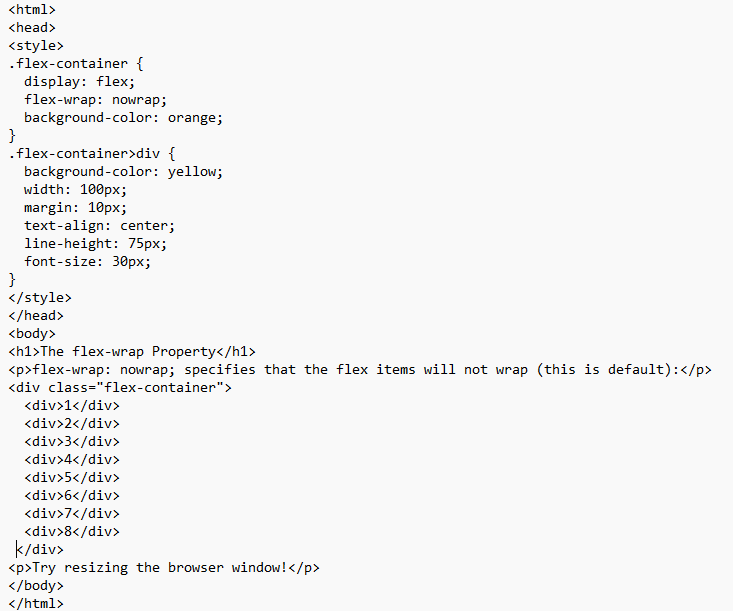 <html>
<head>
<style>
.flex-container {
  display: flex;
  flex-wrap: nowrap;
  background-color: orange;
}
.flex-container>div {
  background-color: yellow;
  width: 100px;
  margin: 10px;
  text-align: center;
  line-height: 75px;
  font-size: 30px;
}
</style>
</head>
<body>
<h1>The flex-wrap Property</h1>
<p>flex-wrap: nowrap; specifies that the flex items will not wrap (this is default):</p>
<div class="flex-container">
  <div>1</div>
  <div>2</div>
  <div>3</div>
  <div>4</div>
  <div>5</div>
  <div>6</div>
  <div>7</div>
  <div>8</div>
 </div>
<p>Try resizing the browser window!</p>
</body>
</html>